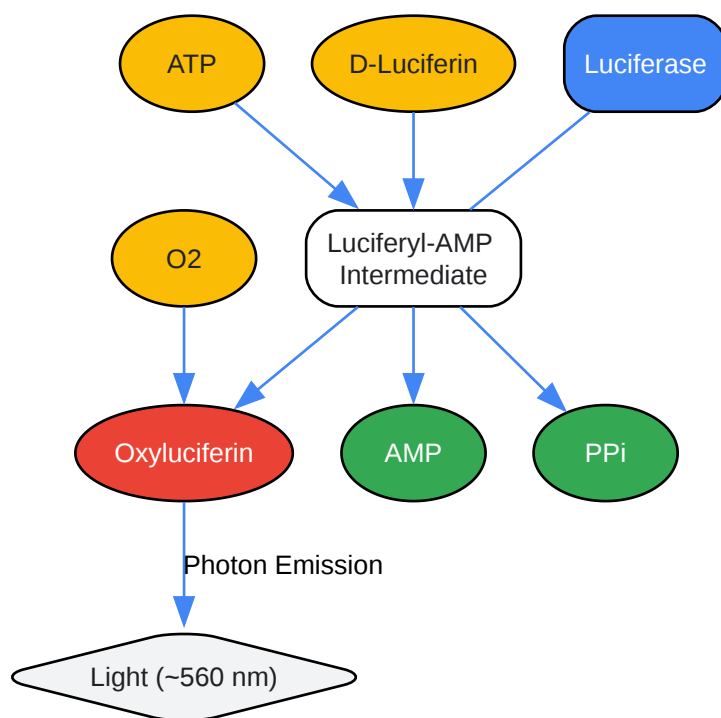 ATP
D-Luciferin
Luciferase
O2
Luciferyl-AMP
Intermediate
Oxyluciferin
AMP
PPi
Photon Emission
Light (~560 nm)